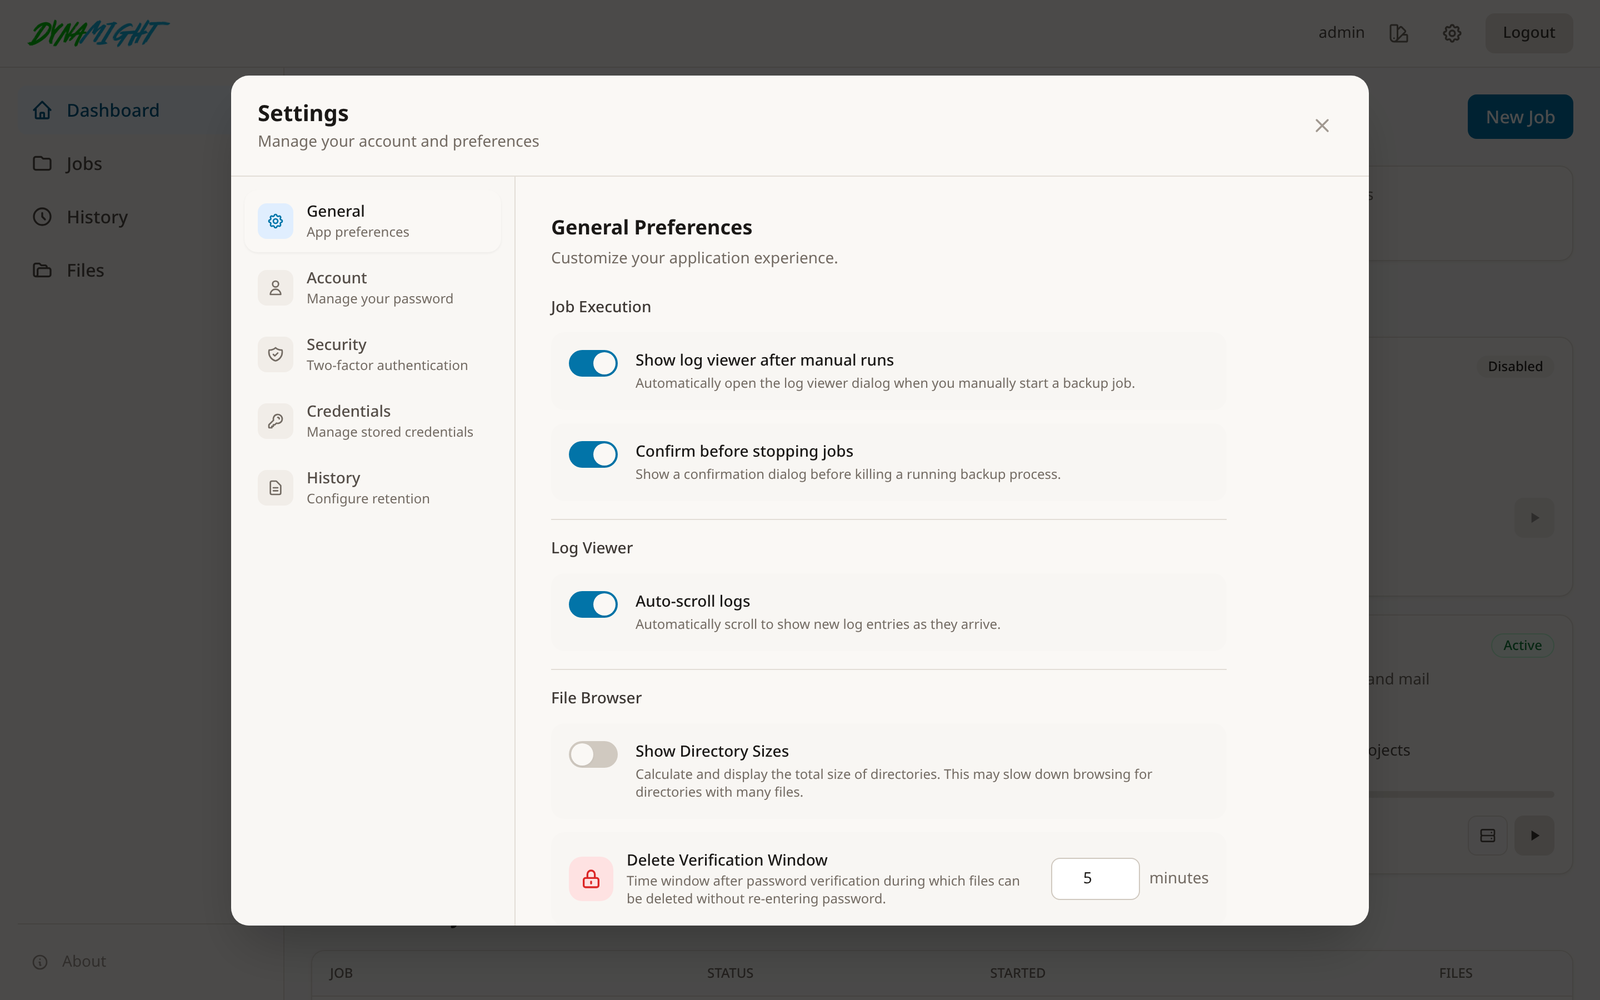 DYNAMIGHT
admin
Logout
Dashboard
Jobs
History
Files
New Job
Settings
Manage your account and preferences
General
App preferences
Account
Manage your password
Security
Two-factor authentication
Credentials
Manage stored credentials
History
Configure retention
General Preferences
Customize your application experience.
Job Execution
Show log viewer after manual runs
Automatically open the log viewer dialog when you manually start a backup job.
Confirm before stopping jobs
Show a confirmation dialog before killing a running backup process.
Log Viewer
Auto-scroll logs
Automatically scroll to show new log entries as they arrive.
File Browser
Show Directory Sizes
Calculate and display the total size of directories. This may slow down browsing for
directories with many files.
Delete Verification Window
Time window after password verification during which files can
be deleted without re-entering password.
5 minutes
Disabled
Active
and mail
ojects
About
JOB STATUS STARTED FILES